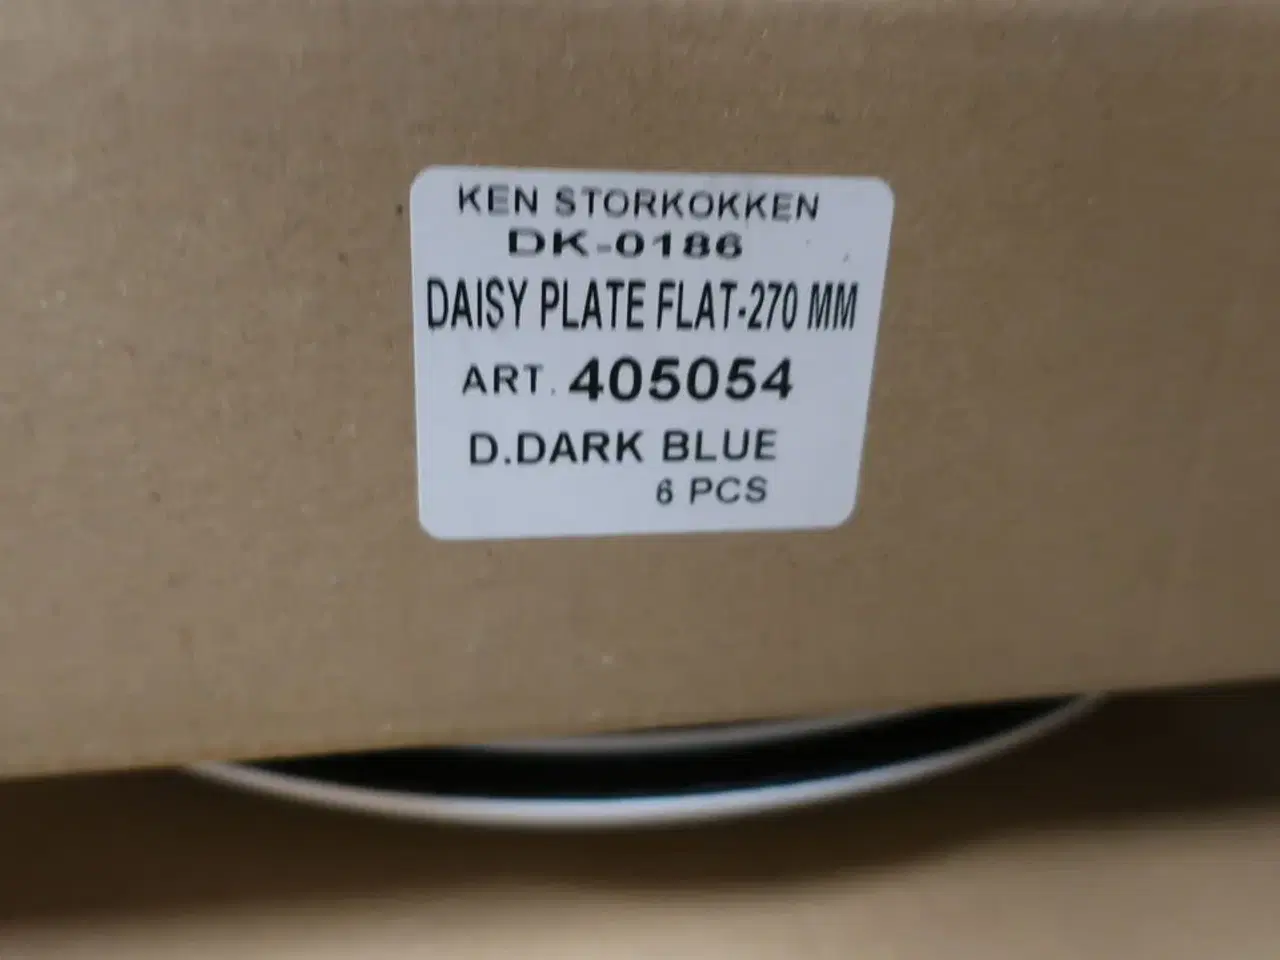 KEN STORKOKKEN
DK-0186
DAISY PLATE FLAT-270 MM
ART. 405054
D.DARK BLUE
6 PCS